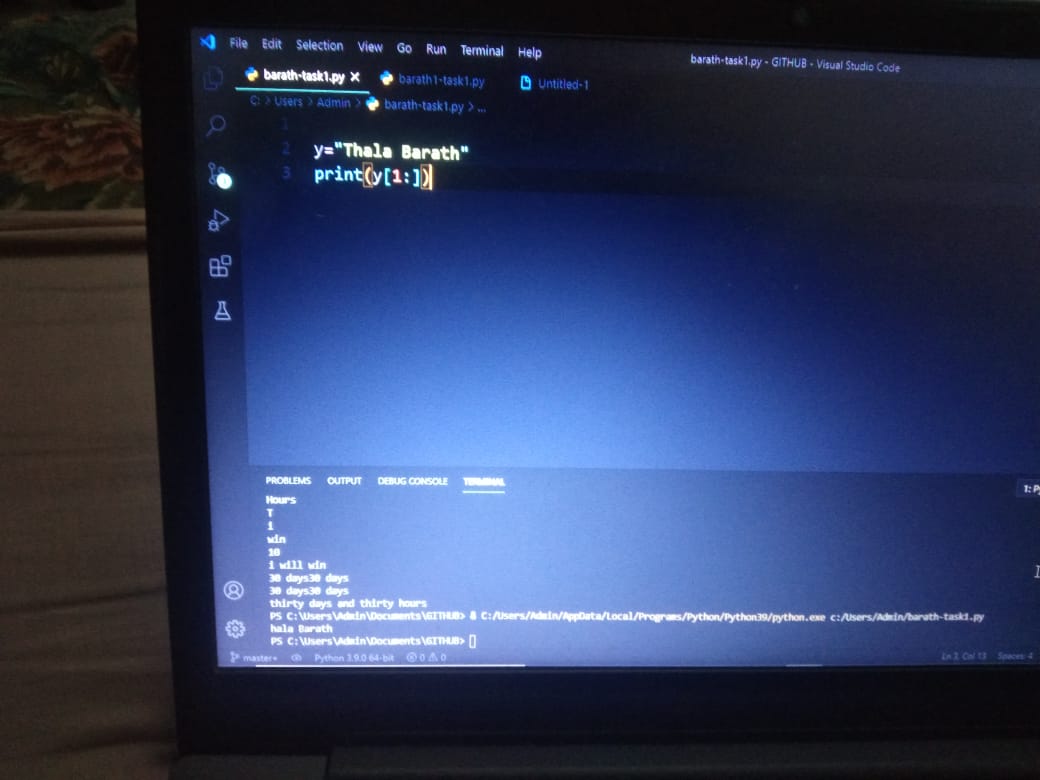 File Edit Selection View Go Run Terminal Help
barath-task1.py - GITHUB - Visual Studio Code
barath-task1.py barath1-task1.py Untitled-1
C: > Users > Admin > barath-task1.py > ...
1
2 y="Thala Barath"
3 print(y[1:])
PROBLEMS OUTPUT DEBUG CONSOLE TERMINAL
1: Py
Hours
T
i
win
10
i will win
30 days30 days
30 days30 days
thirty days and thirty hours
PS C:\Users\Admin\Documents\GITHUB> & C:/Users/Admin/AppData/Local/Programs/Python/Python39/python.exe c:/Users/Admin/barath-task1.py
hala Barath
PS C:\Users\Admin\Documents\GITHUB>
master* Python 3.9.0 64-bit 0 0 Ln 3, Col 13 Spaces: 4